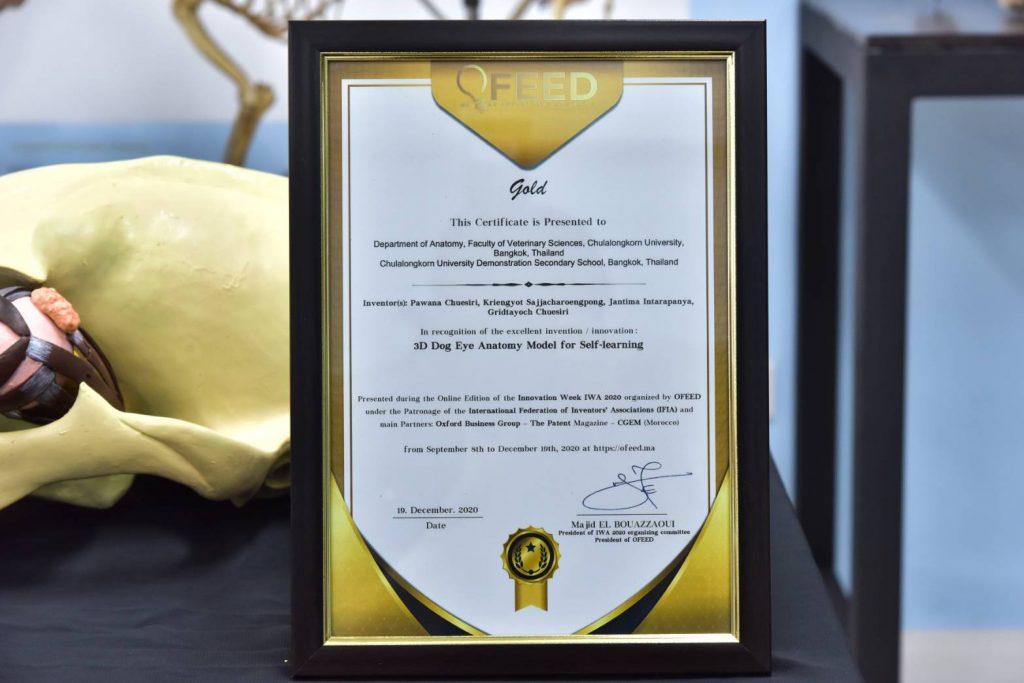 OFEED
Gold
This Certificate is Presented to
Department of Anatomy, Faculty of Veterinary Sciences, Chulalongkorn University,
Bangkok, Thailand
Chulalongkorn University Demonstration Secondary School, Bangkok, Thailand
Inventor(s): Pawana Chuesiri, Kriengyot Sajjacharoengpong, Jantima Intarapanya,
Gridtayoch Chuesiri
In recognition of the excellent invention / innovation :
3D Dog Eye Anatomy Model for Self-learning
Presented during the Online Edition of the Innovation Week IWA 2020 organized by OFEED
under the Patronage of the International Federation of Inventors' Associations (IFIA) and
main Partners: Oxford Business Group – The Patent Magazine – CGEM (Morocco)
from September 8th to December 19th, 2020 at https://ofeed.ma
19. December. 2020
Date
Majid EL BOUAZZAOUI
President of IWA 2020 organizing committee
President of OFEED